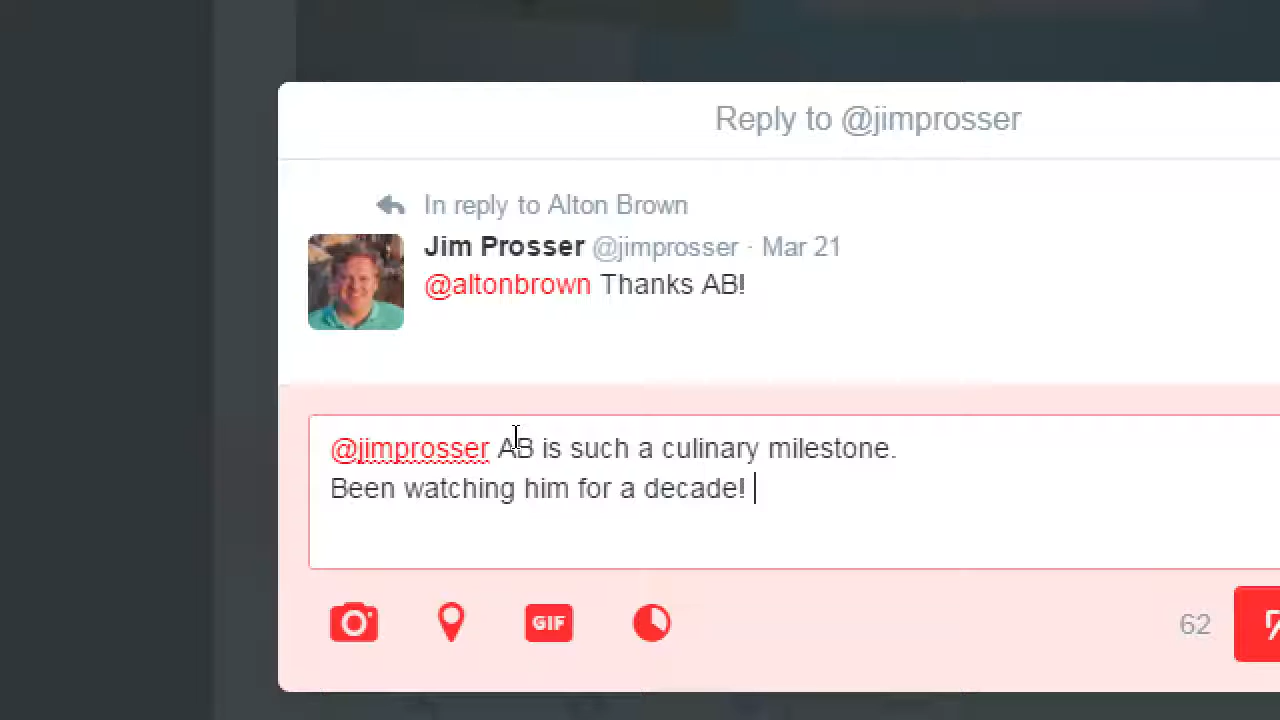 Reply to @jimprosser
In reply to Alton Brown
Jim Prosser @jimprosser · Mar 21
@altonbrown Thanks AB!
@jimprosser AB is such a culinary milestone.
Been watching him for a decade!
GIF
62